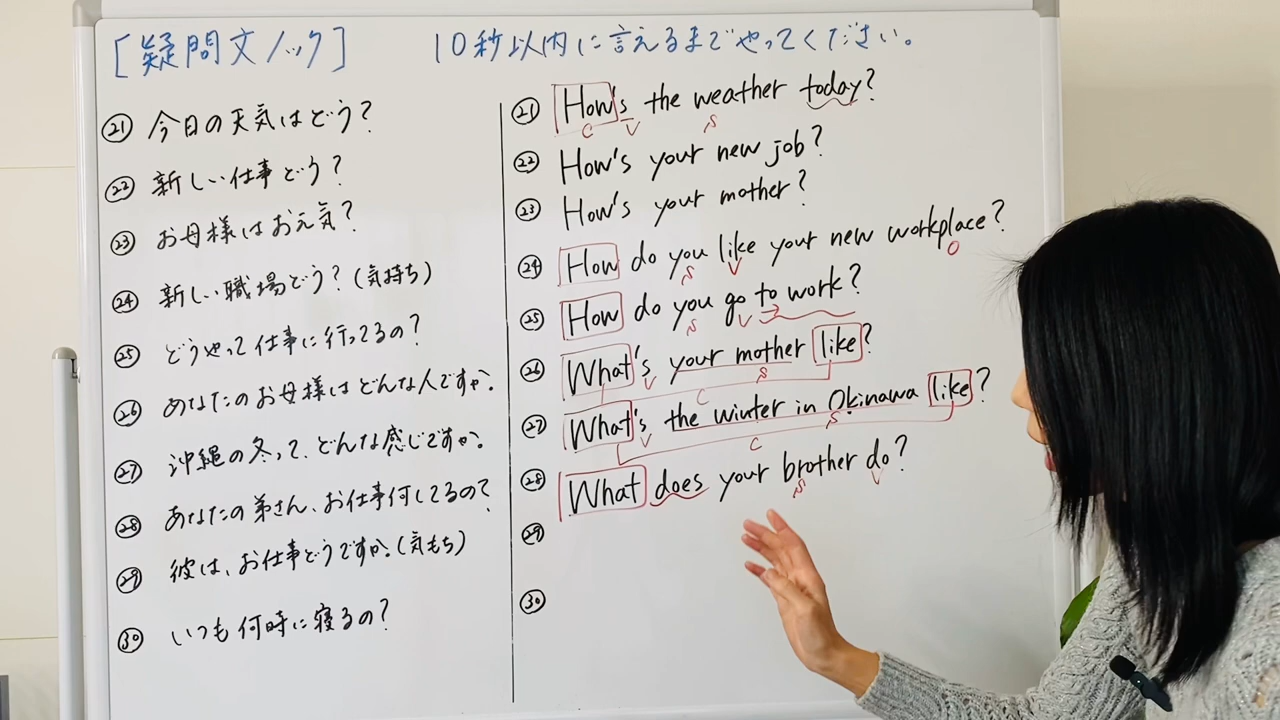 [疑問文ノック] 10秒以内に言えるまでやってください。
㉑ 今日の天気はどう?
㉒ 新しい仕事どう?
㉓ お母様はお元気?
㉔ 新しい職場どう?(気持ち)
㉕ どうやって仕事に行ってるの?
㉖ あなたのお母様はどんな人ですか。
㉗ 沖縄の冬って、どんな感じですか。
㉘ あなたの弟さん、お仕事何してるの?
㉙ 彼は、お仕事どうですか。(気もち)
㉚ いつも何時に寝るの?
㉑ How's the weather today?
C V S
㉒ How's your new job?
㉓ How's your mother?
㉔ How do you like your new workplace?
S V O
㉕ How do you go to work?
S V
㉖ What's your mother like?
V S C
㉗ What's the winter in Okinawa like?
V S C
㉘ What does your brother do?
S V
㉙
㉚